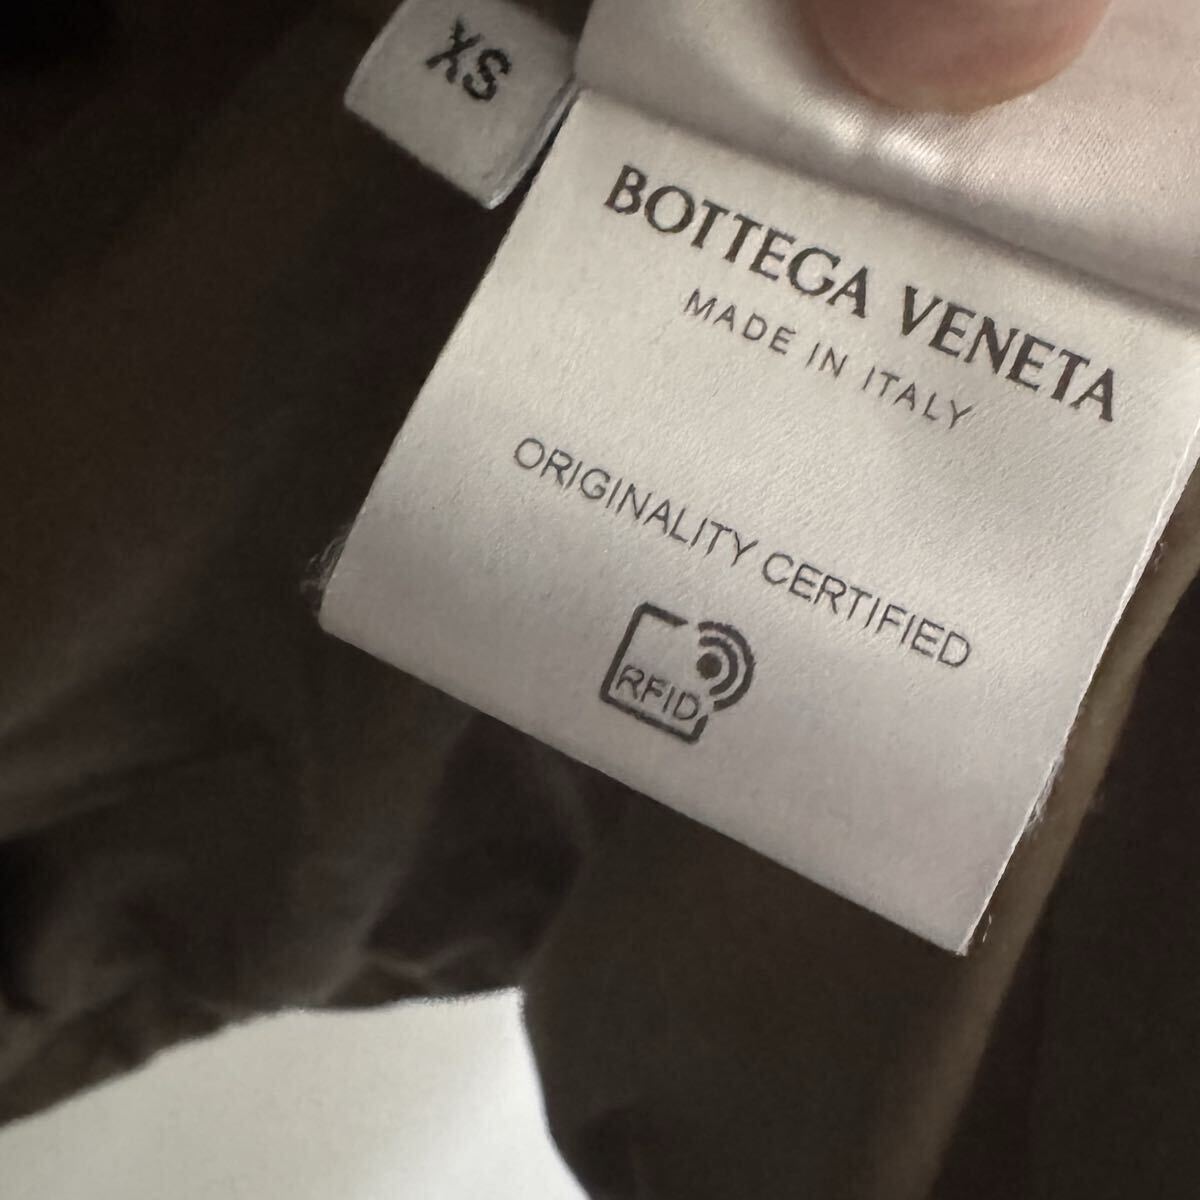 XS
BOTTEGA VENETA
MADE IN ITALY
ORIGINALITY CERTIFIED
RFID